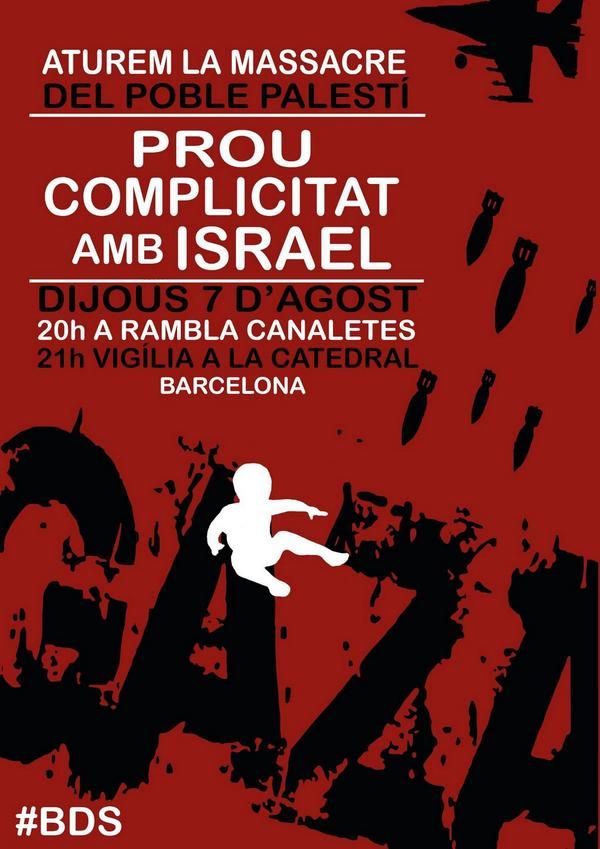 ATUREM LA MASSACRE
DEL POBLE PALESTÍ
PROU
COMPLICITAT
AMB ISRAEL
DIJOUS 7 D'AGOST
20h A RAMBLA CANALETES
21h VIGÍLIA A LA CATEDRAL
BARCELONA
GAZA
#BDS